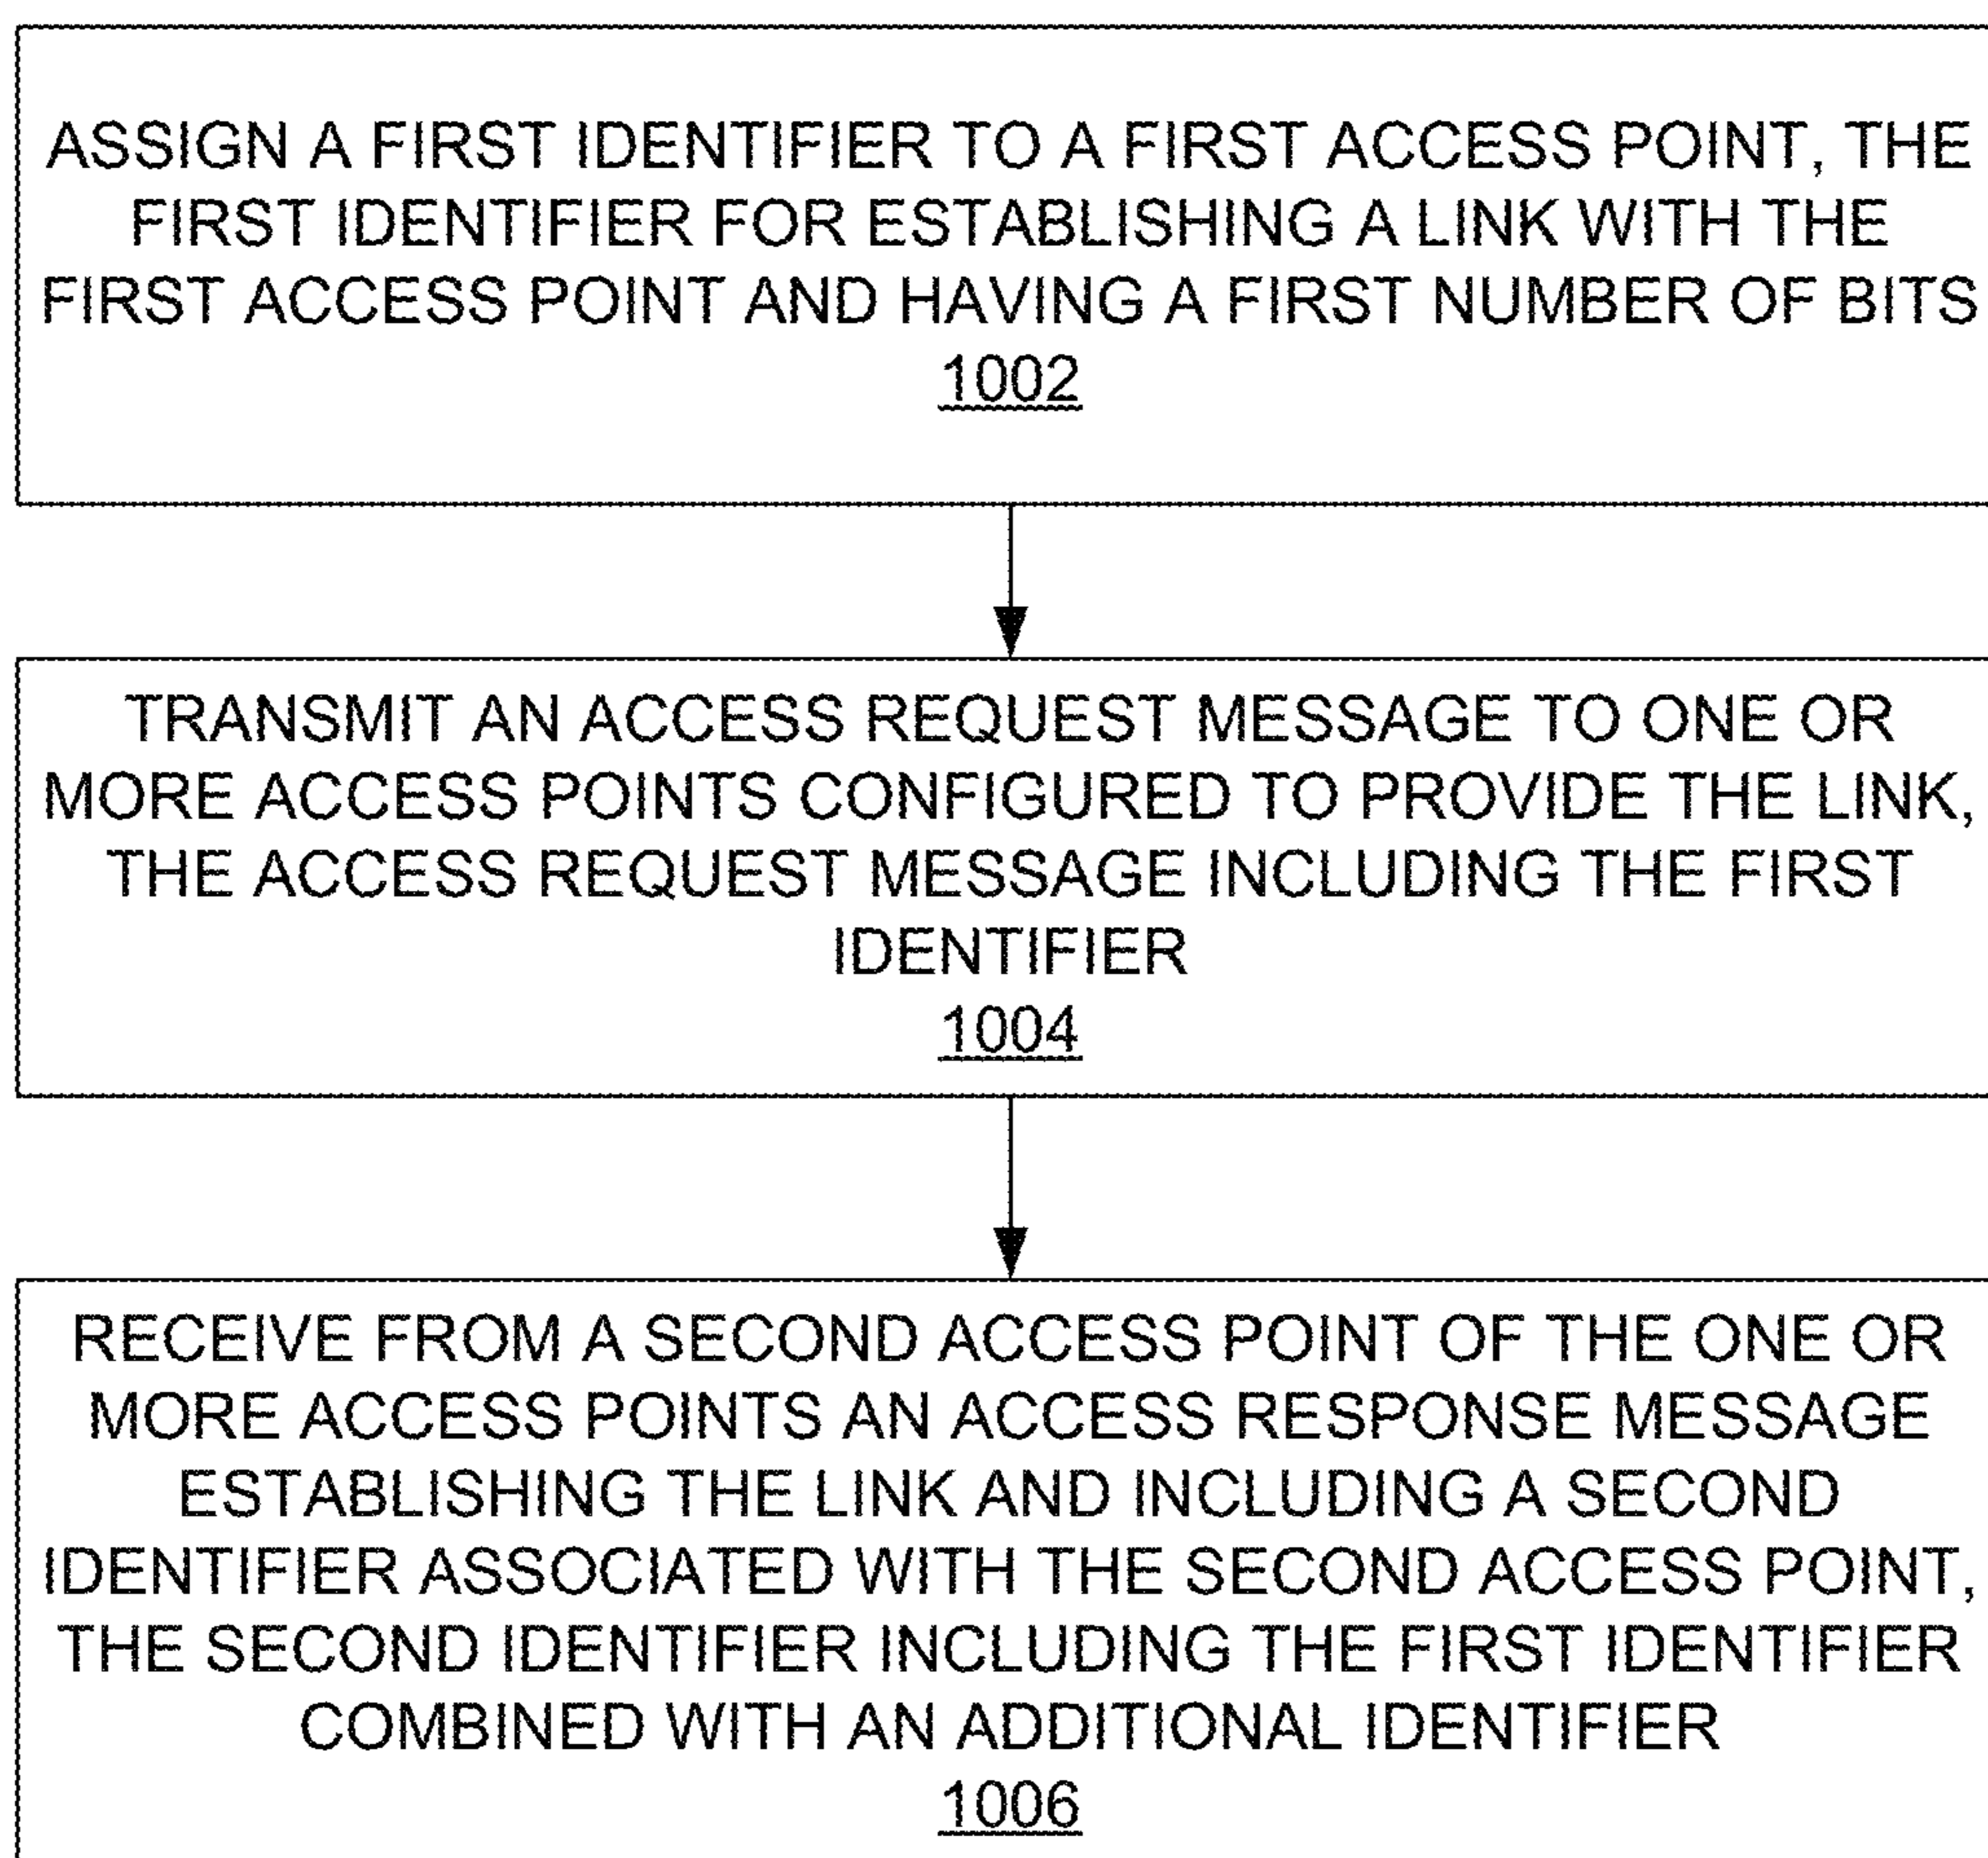 ASSIGN A FIRST IDENTIFIER TO A FIRST ACCESS POINT, THE
FIRST IDENTIFIER FOR ESTABLISHING A LINK WITH THE
FIRST ACCESS POINT AND HAVING A FIRST NUMBER OF BITS
1002
TRANSMIT AN ACCESS REQUEST MESSAGE TO ONE OR
MORE ACCESS POINTS CONFIGURED TO PROVIDE THE LINK,
THE ACCESS REQUEST MESSAGE INCLUDING THE FIRST
IDENTIFIER
1004
RECEIVE FROM A SECOND ACCESS POINT OF THE ONE OR
MORE ACCESS POINTS AN ACCESS RESPONSE MESSAGE
ESTABLISHING THE LINK AND INCLUDING A SECOND
IDENTIFIER ASSOCIATED WITH THE SECOND ACCESS POINT,
THE SECOND IDENTIFIER INCLUDING THE FIRST IDENTIFIER
COMBINED WITH AN ADDITIONAL IDENTIFIER
1006